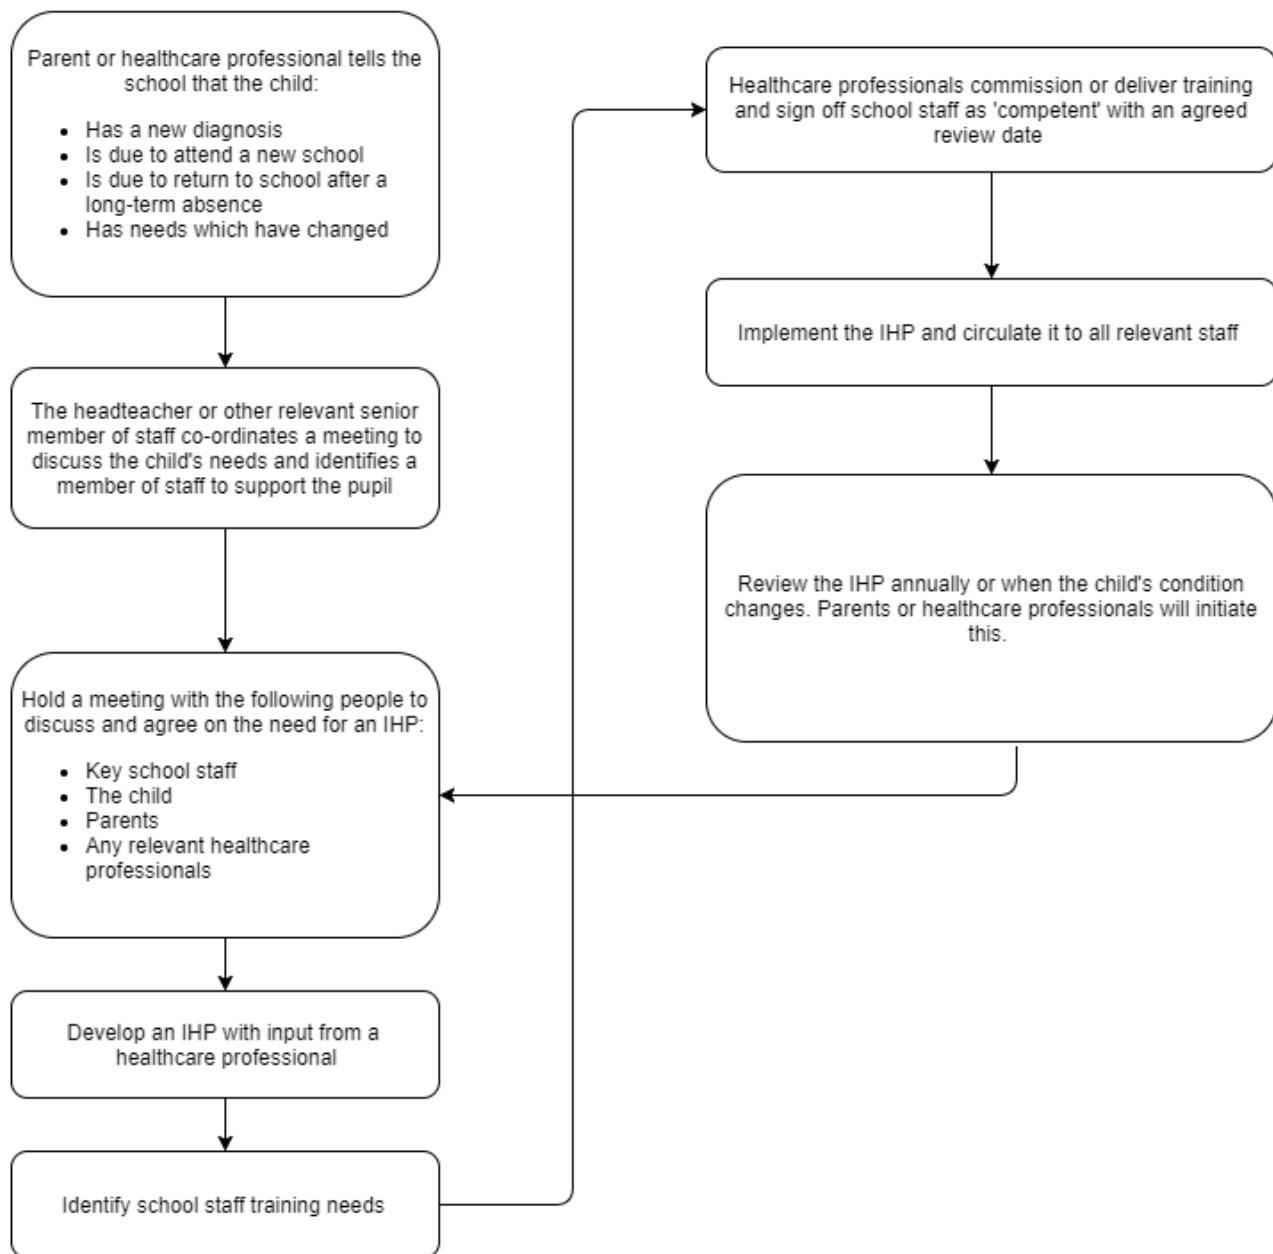 Parent or healthcare professional tells the
school that the child:
• Has a new diagnosis
• Is due to attend a new school
• Is due to return to school after a
long-term absence
• Has needs which have changed
The headteacher or other relevant senior
member of staff co-ordinates a meeting to
discuss the child's needs and identifies a
member of staff to support the pupil
Hold a meeting with the following people to
discuss and agree on the need for an IHP:
• Key school staff
• The child
• Parents
• Any relevant healthcare
professionals
Develop an IHP with input from a
healthcare professional
Identify school staff training needs
Healthcare professionals commission or deliver training
and sign off school staff as 'competent' with an agreed
review date
Implement the IHP and circulate it to all relevant staff
Review the IHP annually or when the child's condition
changes. Parents or healthcare professionals will initiate
this.